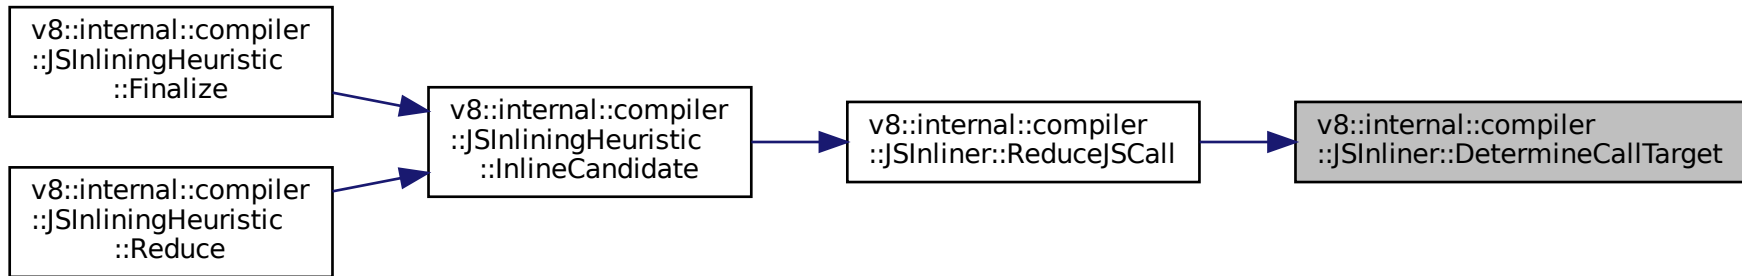 v8::internal::compiler
::JSInliningHeuristic
::Finalize
v8::internal::compiler
::JSInliningHeuristic
::Reduce
v8::internal::compiler
::JSInliningHeuristic
::InlineCandidate
v8::internal::compiler
::JSInliner::ReduceJSCall
v8::internal::compiler
::JSInliner::DetermineCallTarget